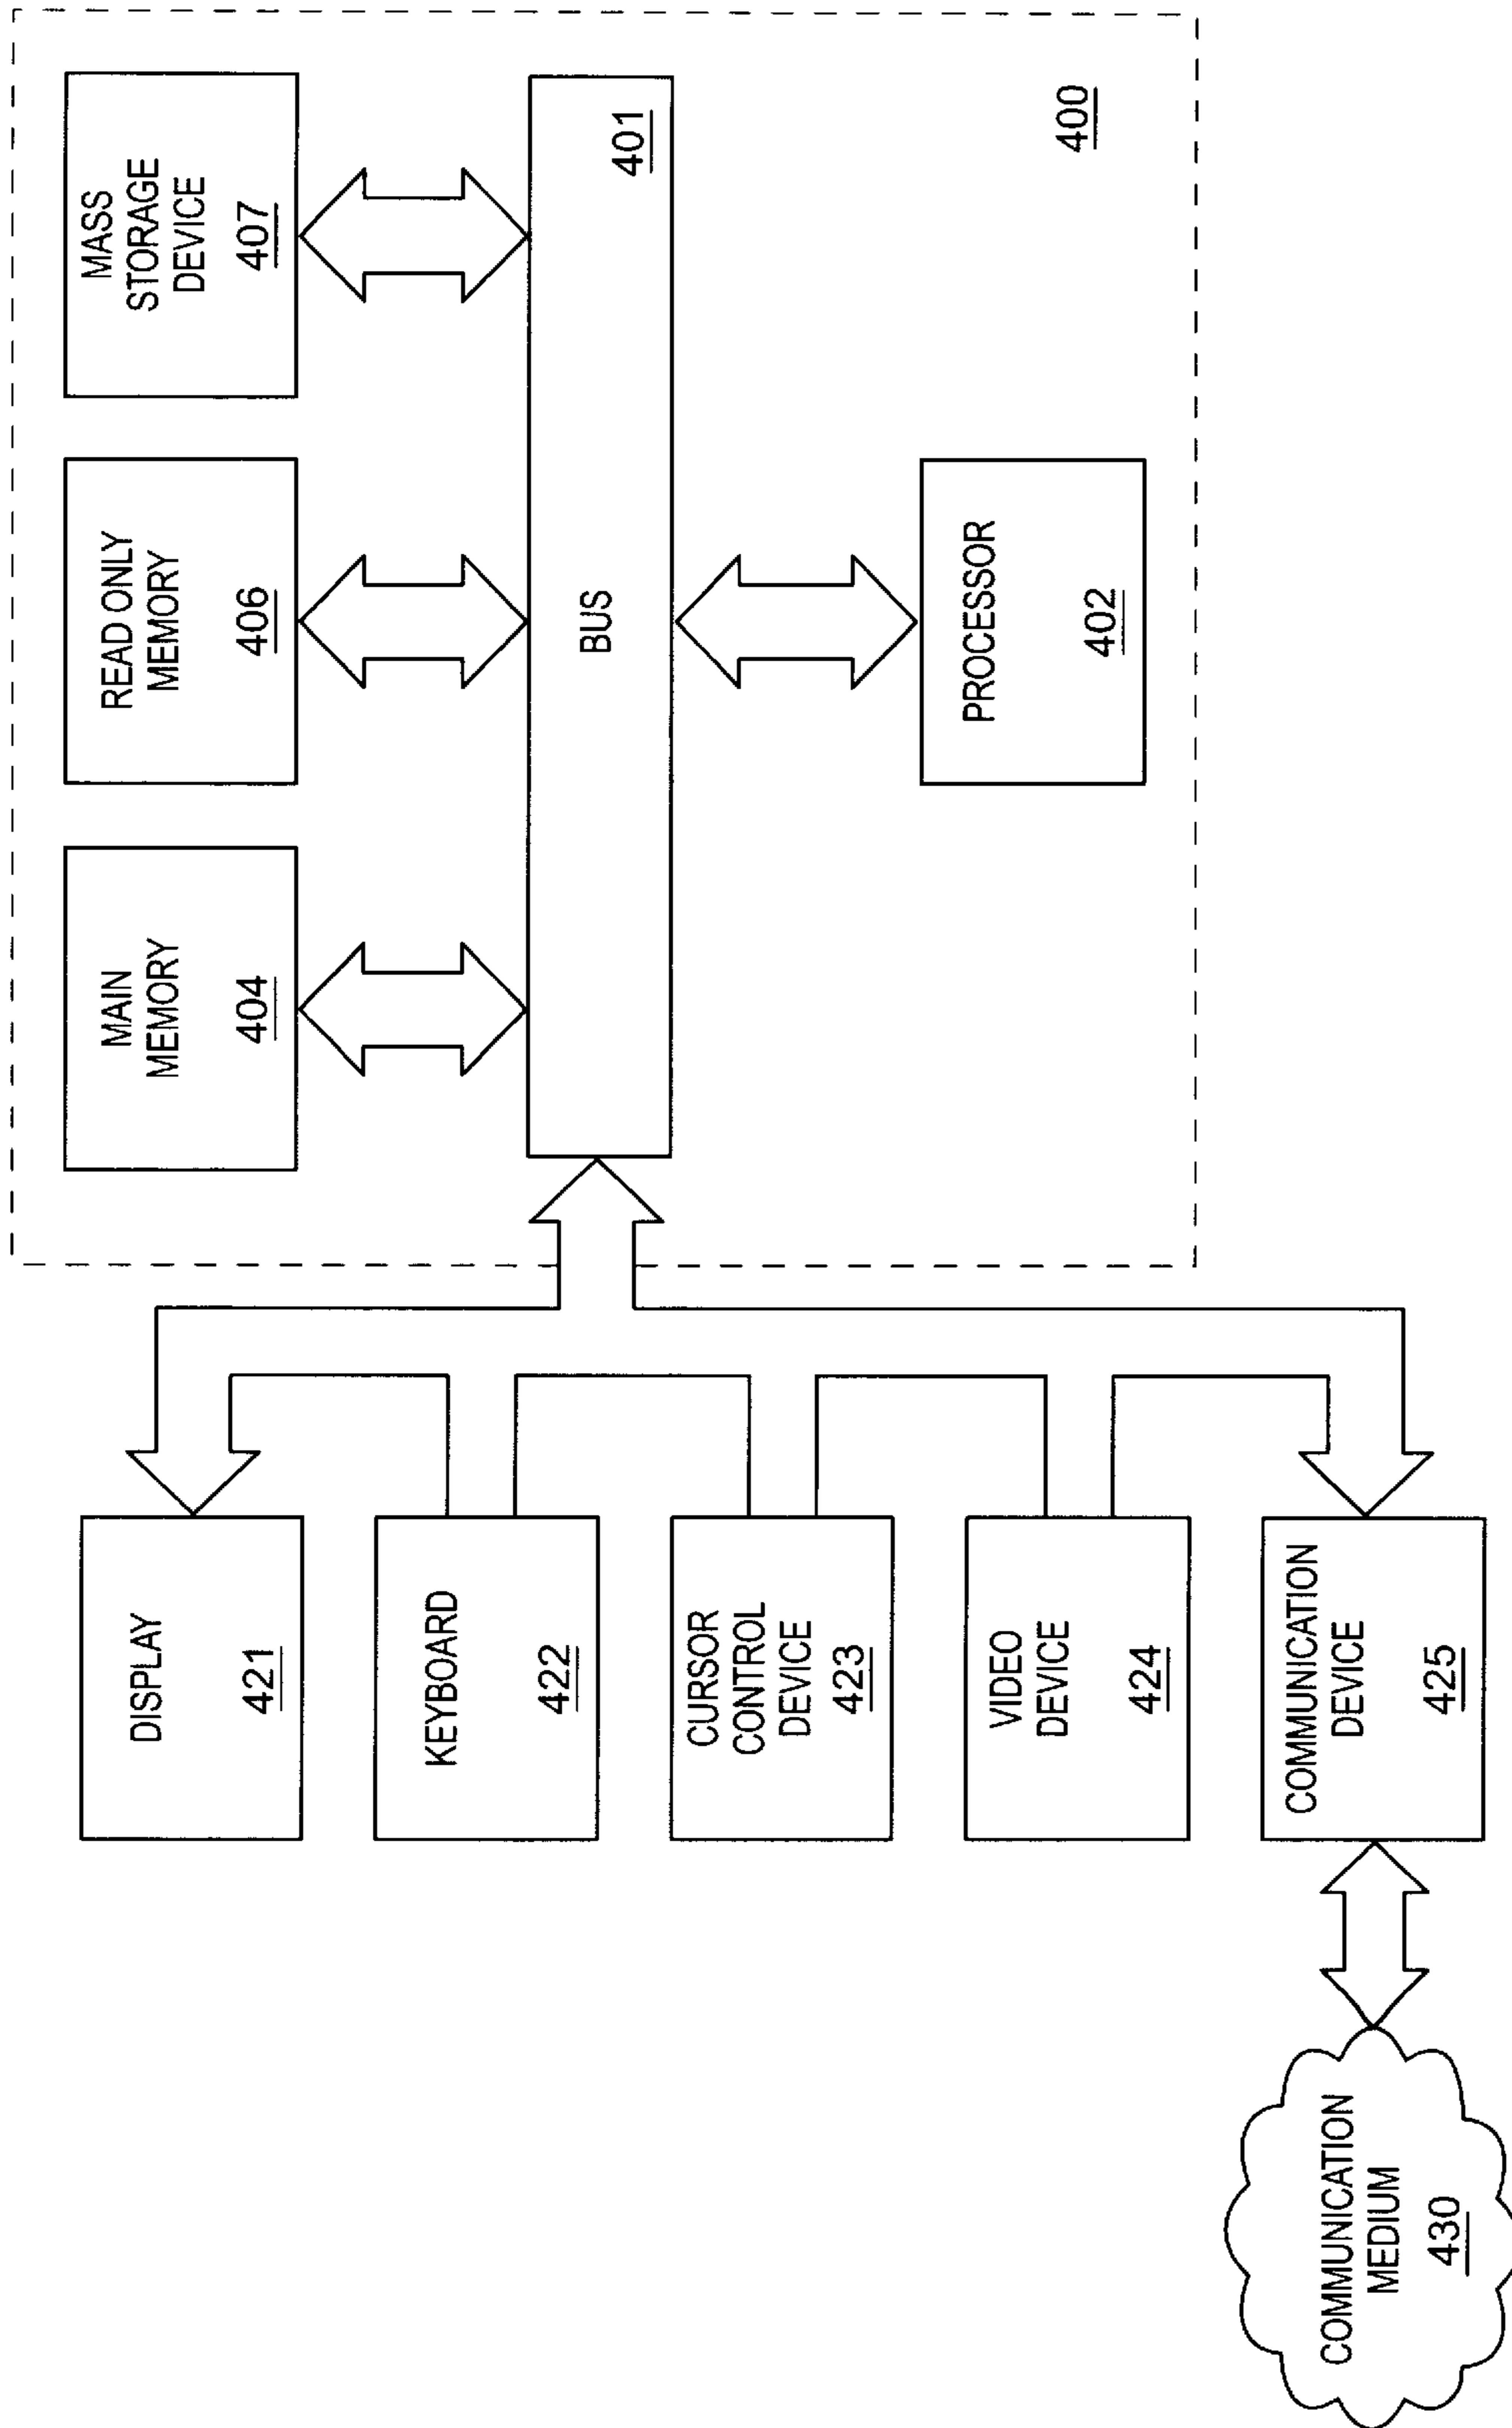 DISPLAY
421
KEYBOARD
422
CURSOR
CONTROL
DEVICE
423
VIDEO
DEVICE
424
COMMUNICATION
DEVICE
425
COMMUNICATION
MEDIUM
430
MAIN
MEMORY
404
READ ONLY
MEMORY
406
MASS
STORAGE
DEVICE
407
BUS
401
PROCESSOR
402
400